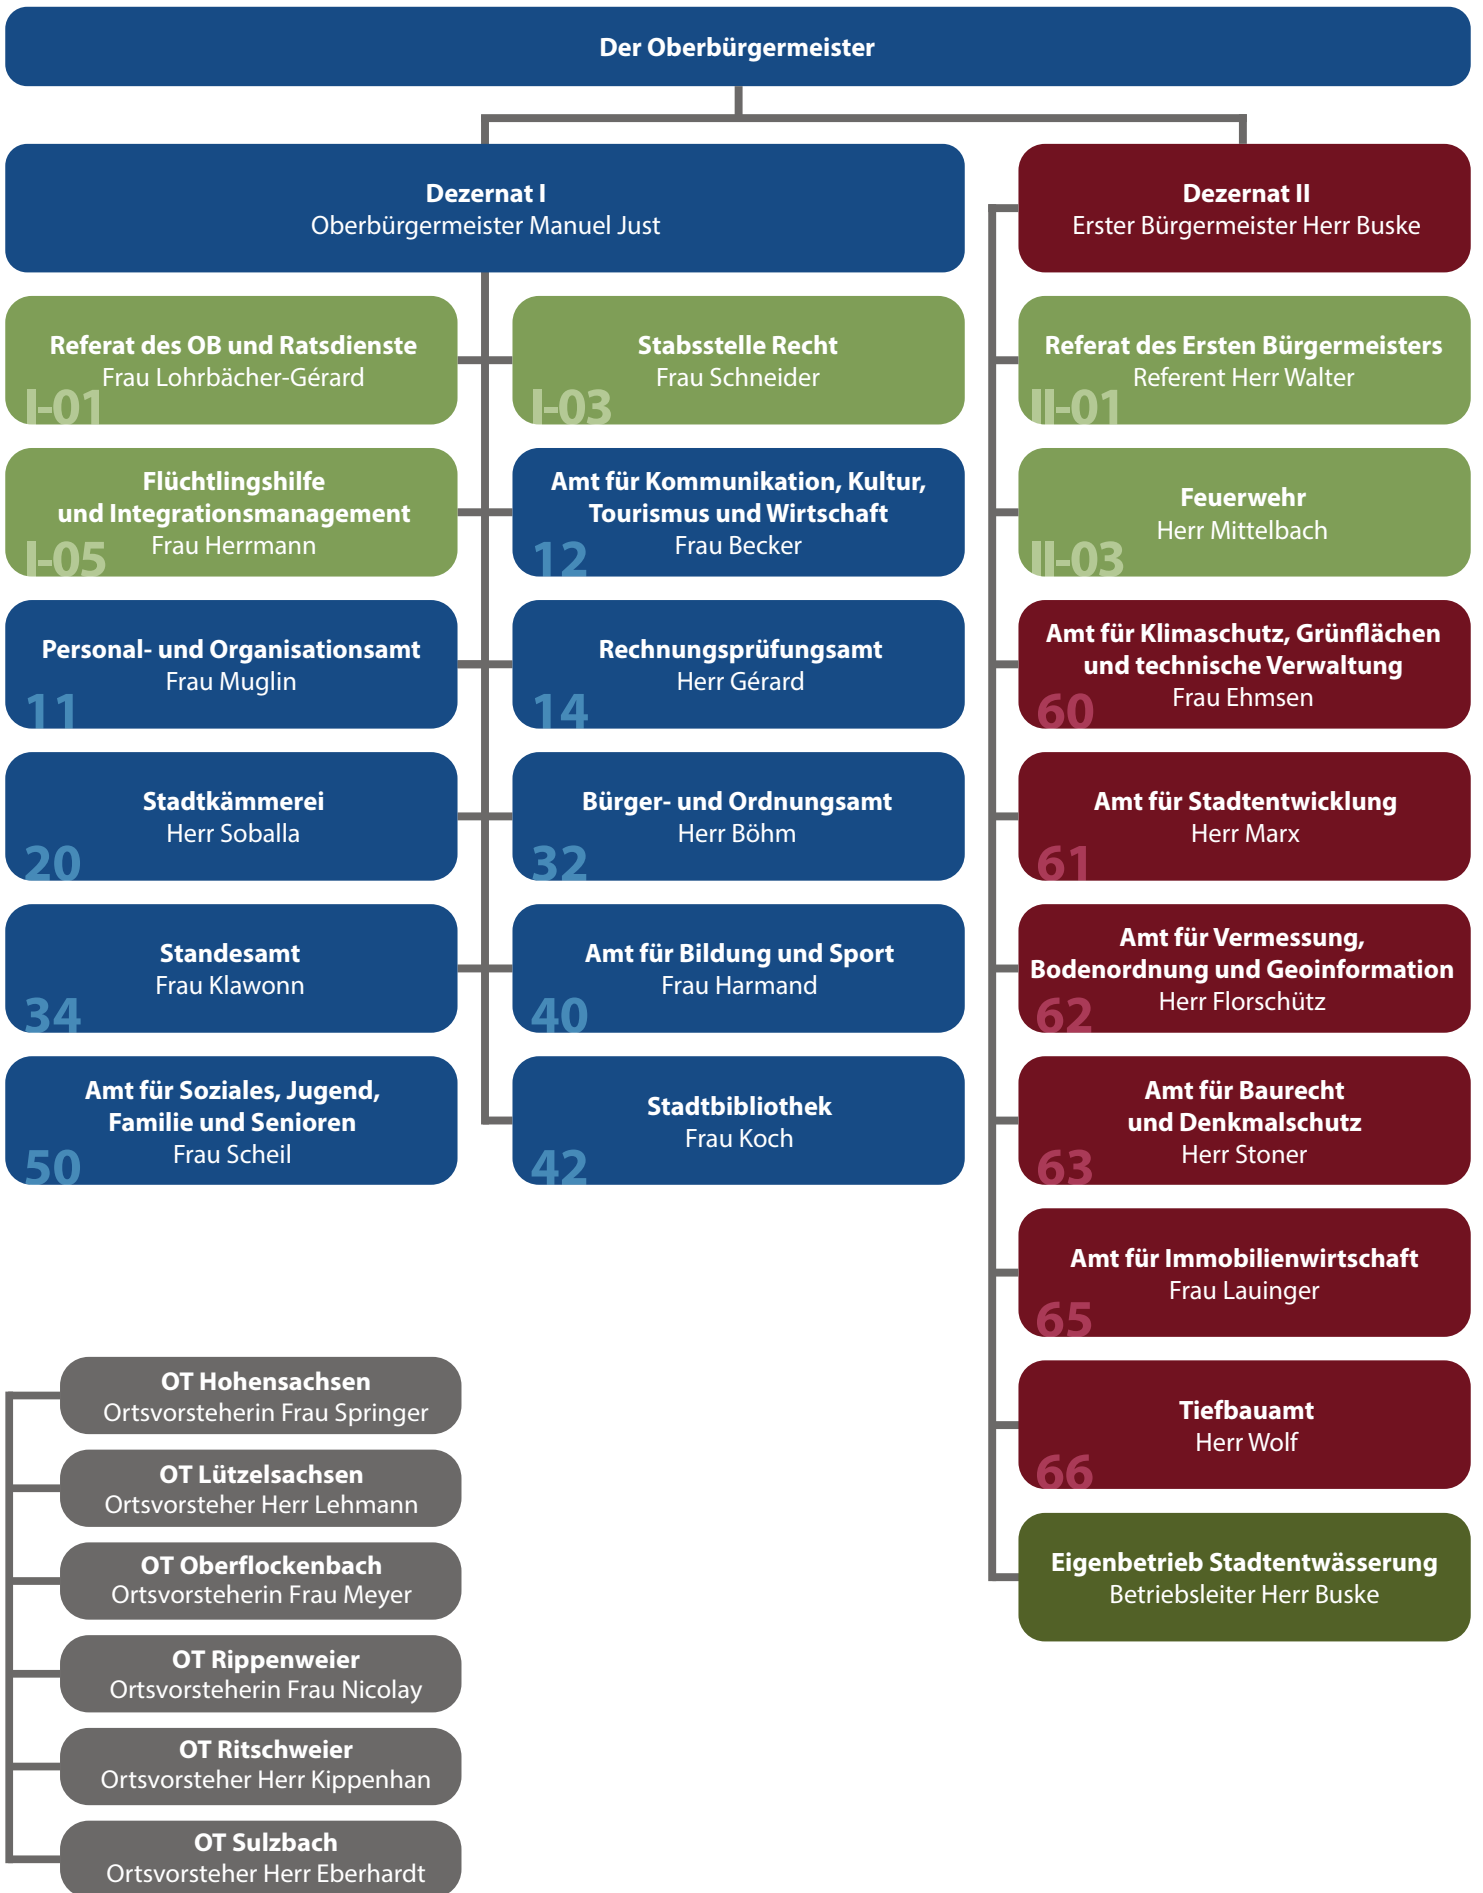 Der Oberbürgermeister
Dezernat I
Oberbürgermeister Manuel Just
Dezernat II
Erster Bürgermeister Herr Buske
Referat des OB und Ratsdienste
Frau Lohrbächer-Gérard
I-01
Stabsstelle Recht
Frau Schneider
I-03
Referat des Ersten Bürgermeisters
Referent Herr Walter
II-01
Flüchtlingshilfe
und Integrationsmanagement
Frau Herrmann
I-05
Amt für Kommunikation, Kultur,
Tourismus und Wirtschaft
Frau Becker
12
Feuerwehr
Herr Mittelbach
II-03
Personal- und Organisationsamt
Frau Muglin
11
Rechnungsprüfungsamt
Herr Gérard
14
Amt für Klimaschutz, Grünflächen
und technische Verwaltung
Frau Ehmsen
60
Stadtkämmerei
Herr Soballa
20
Bürger- und Ordnungsamt
Herr Böhm
32
Amt für Stadtentwicklung
Herr Marx
61
Standesamt
Frau Klawonn
34
Amt für Bildung und Sport
Frau Harmand
40
Amt für Vermessung,
Bodenordnung und Geoinformation
Herr Florschütz
62
Amt für Soziales, Jugend,
Familie und Senioren
Frau Scheil
50
Stadtbibliothek
Frau Koch
42
Amt für Baurecht
und Denkmalschutz
Herr Stoner
63
Amt für Immobilienwirtschaft
Frau Lauinger
65
Tiefbauamt
Herr Wolf
66
Eigenbetrieb Stadtentwässerung
Betriebsleiter Herr Buske
OT Hohensachsen
Ortsvorsteherin Frau Springer
OT Lützelsachsen
Ortsvorsteher Herr Lehmann
OT Oberflockenbach
Ortsvorsteherin Frau Meyer
OT Rippenweier
Ortsvorsteherin Frau Nicolay
OT Ritschweier
Ortsvorsteher Herr Kippenhan
OT Sulzbach
Ortsvorsteher Herr Eberhardt